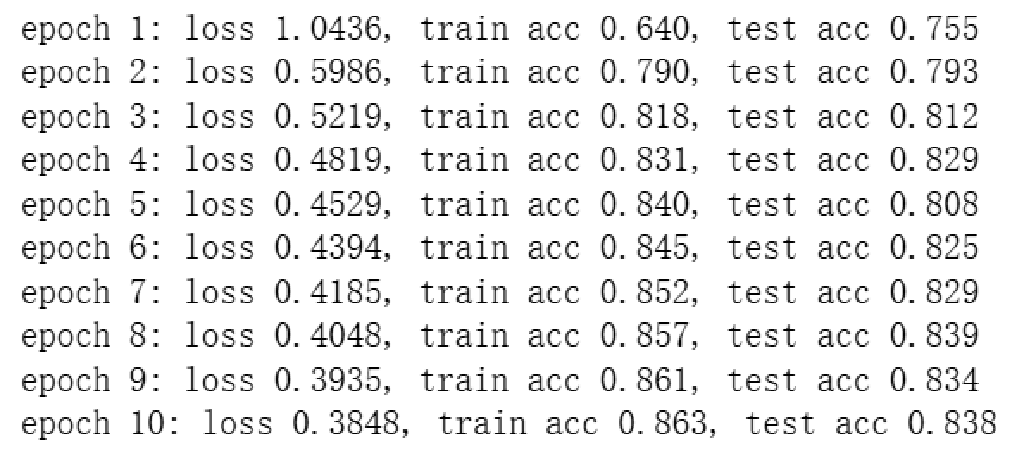 epoch 1: loss 1.0436, train acc 0.640, test acc 0.755
epoch 2: loss 0.5986, train acc 0.790, test acc 0.793
epoch 3: loss 0.5219, train acc 0.818, test acc 0.812
epoch 4: loss 0.4819, train acc 0.831, test acc 0.829
epoch 5: loss 0.4529, train acc 0.840, test acc 0.808
epoch 6: loss 0.4394, train acc 0.845, test acc 0.825
epoch 7: loss 0.4185, train acc 0.852, test acc 0.829
epoch 8: loss 0.4048, train acc 0.857, test acc 0.839
epoch 9: loss 0.3935, train acc 0.861, test acc 0.834
epoch 10: loss 0.3848, train acc 0.863, test acc 0.838